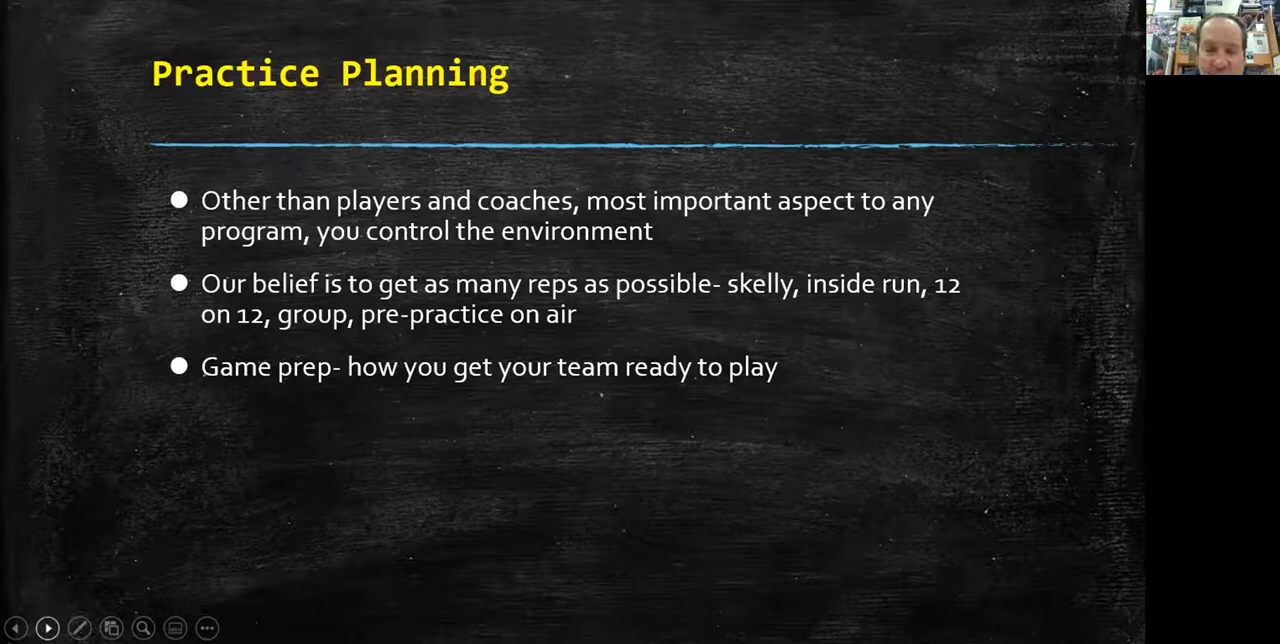 Practice Planning
Other than players and coaches, most important aspect to any
program, you control the environment
Our belief is to get as many reps as possible- skelly, inside run, 12
on 12, group, pre-practice on air
Game prep- how you get your team ready to play